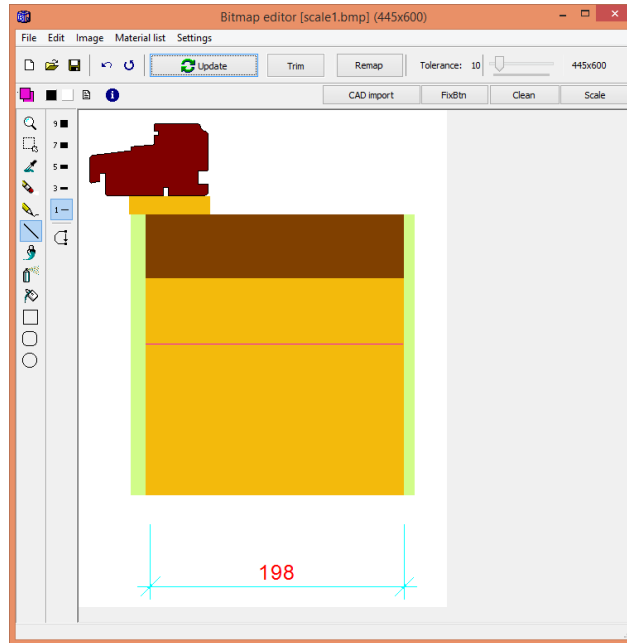 Bitmap editor [scale1.bmp] (445x600)
File Edit Image Material list Settings
Update Trim Remap Tolerance: 10 445x600
CAD import FixBtn Clean Scale
9
7
5
3
1
198